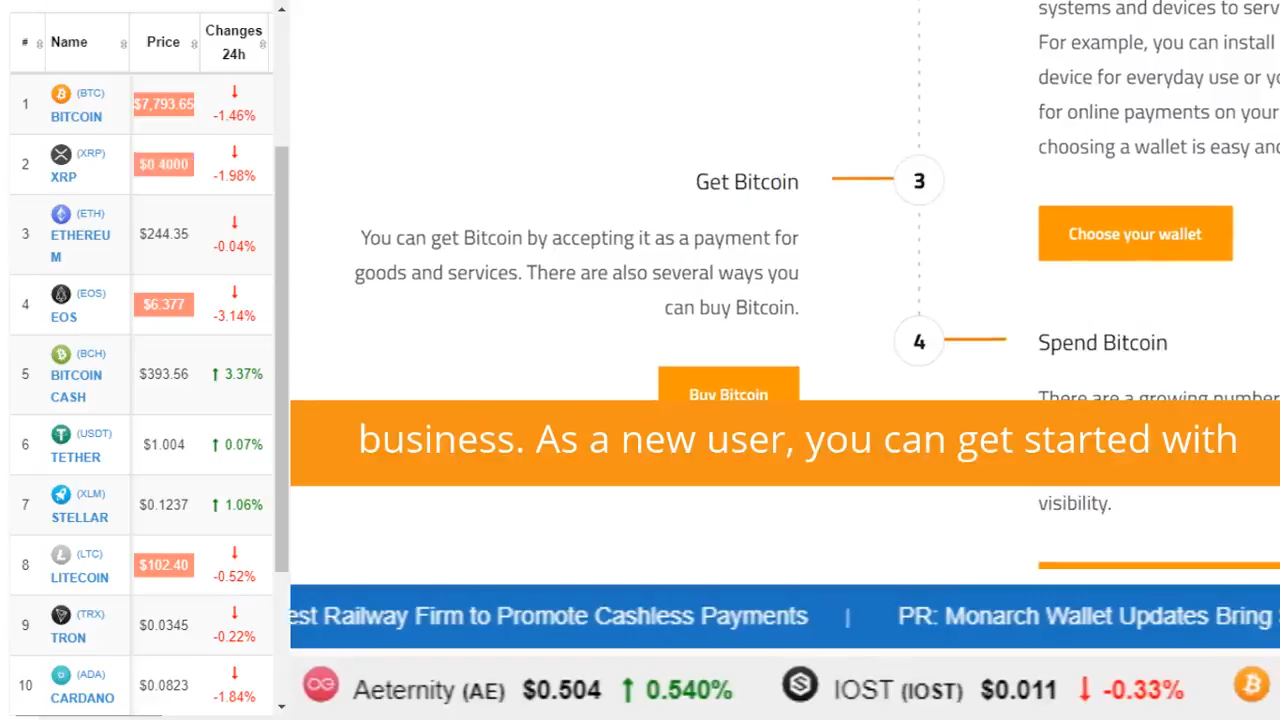 # Name Price Changes 24h
1 (BTC) BITCOIN $7,793.65 ↓ -1.46%
2 (XRP) XRP $0.4000 ↓ -1.98%
3 (ETH) ETHEREUM $244.35 ↓ -0.04%
4 (EOS) EOS $6.377 ↓ -3.14%
5 (BCH) BITCOIN CASH $393.56 ↑ 3.37%
6 (USDT) TETHER $1.004 ↑ 0.07%
7 (XLM) STELLAR $0.1237 ↑ 1.06%
8 (LTC) LITECOIN $102.40 ↓ -0.52%
9 (TRX) TRON $0.0345 ↓ -0.22%
10 (ADA) CARDANO $0.0823 ↓ -1.84%
3
Get Bitcoin
You can get Bitcoin by accepting it as a payment for
goods and services. There are also several ways you
can buy Bitcoin.
Buy Bitcoin
systems and devices to serv
For example, you can install
device for everyday use or yo
for online payments on your
choosing a wallet is easy and
Choose your wallet
4
Spend Bitcoin
There are a growing number
business. As a new user, you can get started with
visibility.
est Railway Firm to Promote Cashless Payments | PR: Monarch Wallet Updates Bring
Aeternity (AE) $0.504 ↑ 0.540% IOST (IOST) $0.011 ↓ -0.33%